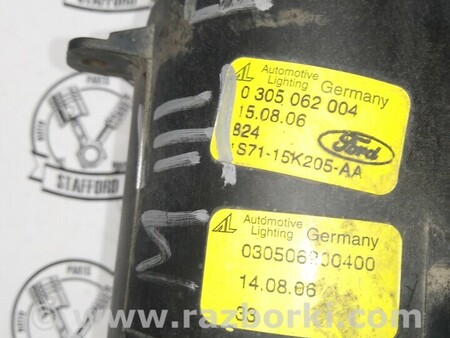 Automotive
Lighting Germany
0 305 062 004
15.08.06
824
Ford
1S71-15K205-AA
Automotive
Lighting Germany
030506200400
14.08.06
STAFFORD
www.razborki.com